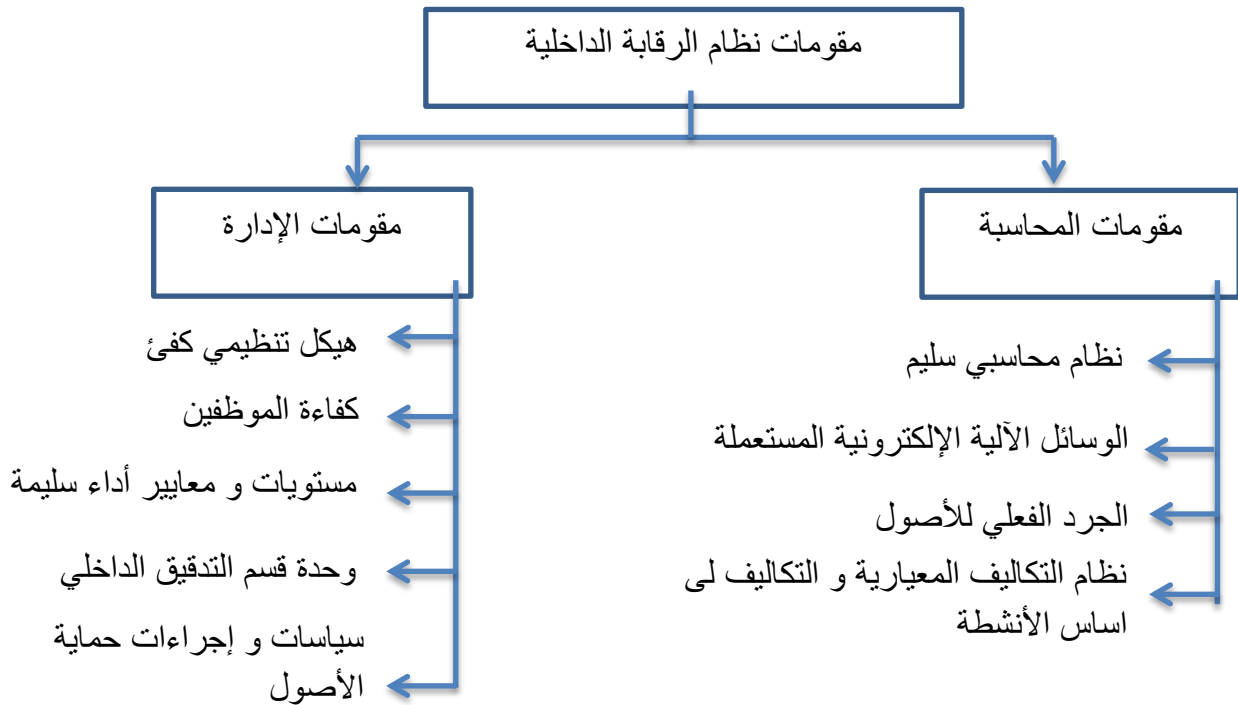 مقومات نظام الرقابة الداخلية
مقومات المحاسبة
نظام محاسبي سليم
الوسائل الآلية الإلكترونية المستعملة
الجرد الفعلي للأصول
نظام التكاليف المعيارية و التكاليف لى
اساس الأنشطة
مقومات الإدارة
هيكل تنظيمي كفئ
كفاءة الموظفين
مستويات و معايير أداء سليمة
وحدة قسم التدقيق الداخلي
سياسات و إجراءات حماية
الأصول